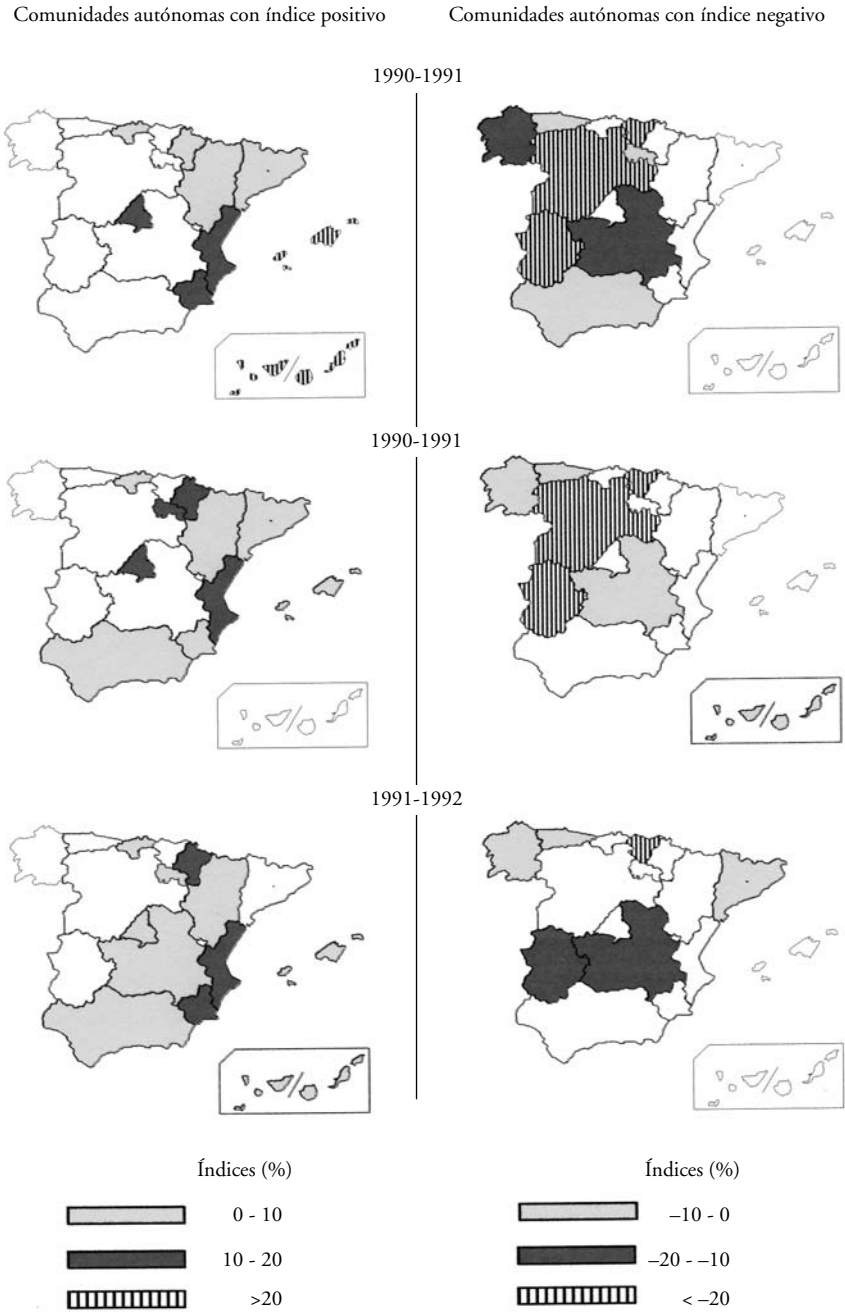 Comunidades autónomas con índice positivo
Comunidades autónomas con índice negativo
1990-1991
1990-1991
1991-1992
Índices (%)
0 - 10
10 - 20
>20
Índices (%)
–10 - 0
–20 - –10
< –20